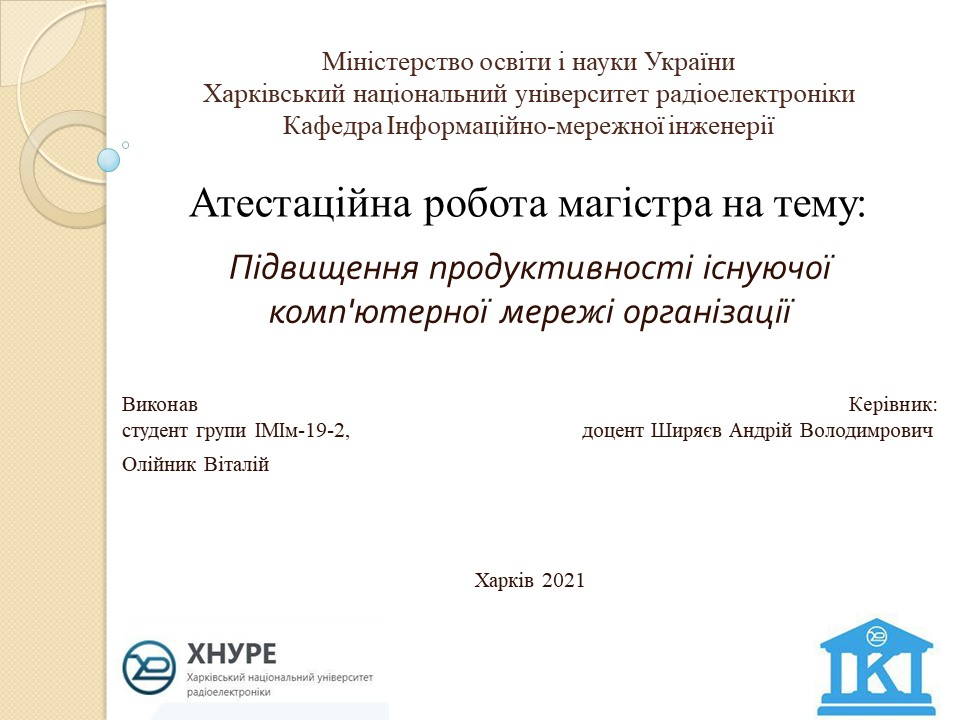 Міністерство освіти і науки України
Харківський національний університет радіоелектроніки
Кафедра Інформаційно-мережної інженерії
Атестаційна робота магістра на тему:
Підвищення продуктивності існуючої
комп'ютерної мережі організації
Виконав
Керівник:
студент групи ІМІм-19-2,
доцент Ширяєв Андрій Володимрович
Олійник Віталій
Харків 2021
ХНУРЕ
Харківський національний університет
радіоелектроніки
ІКІ